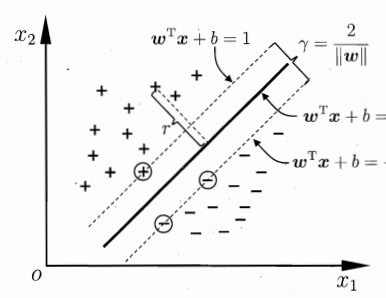 x₂
wᵀx + b = 1
γ = 2/‖w‖
r
wᵀx + b =
wᵀx + b =
O
x₁